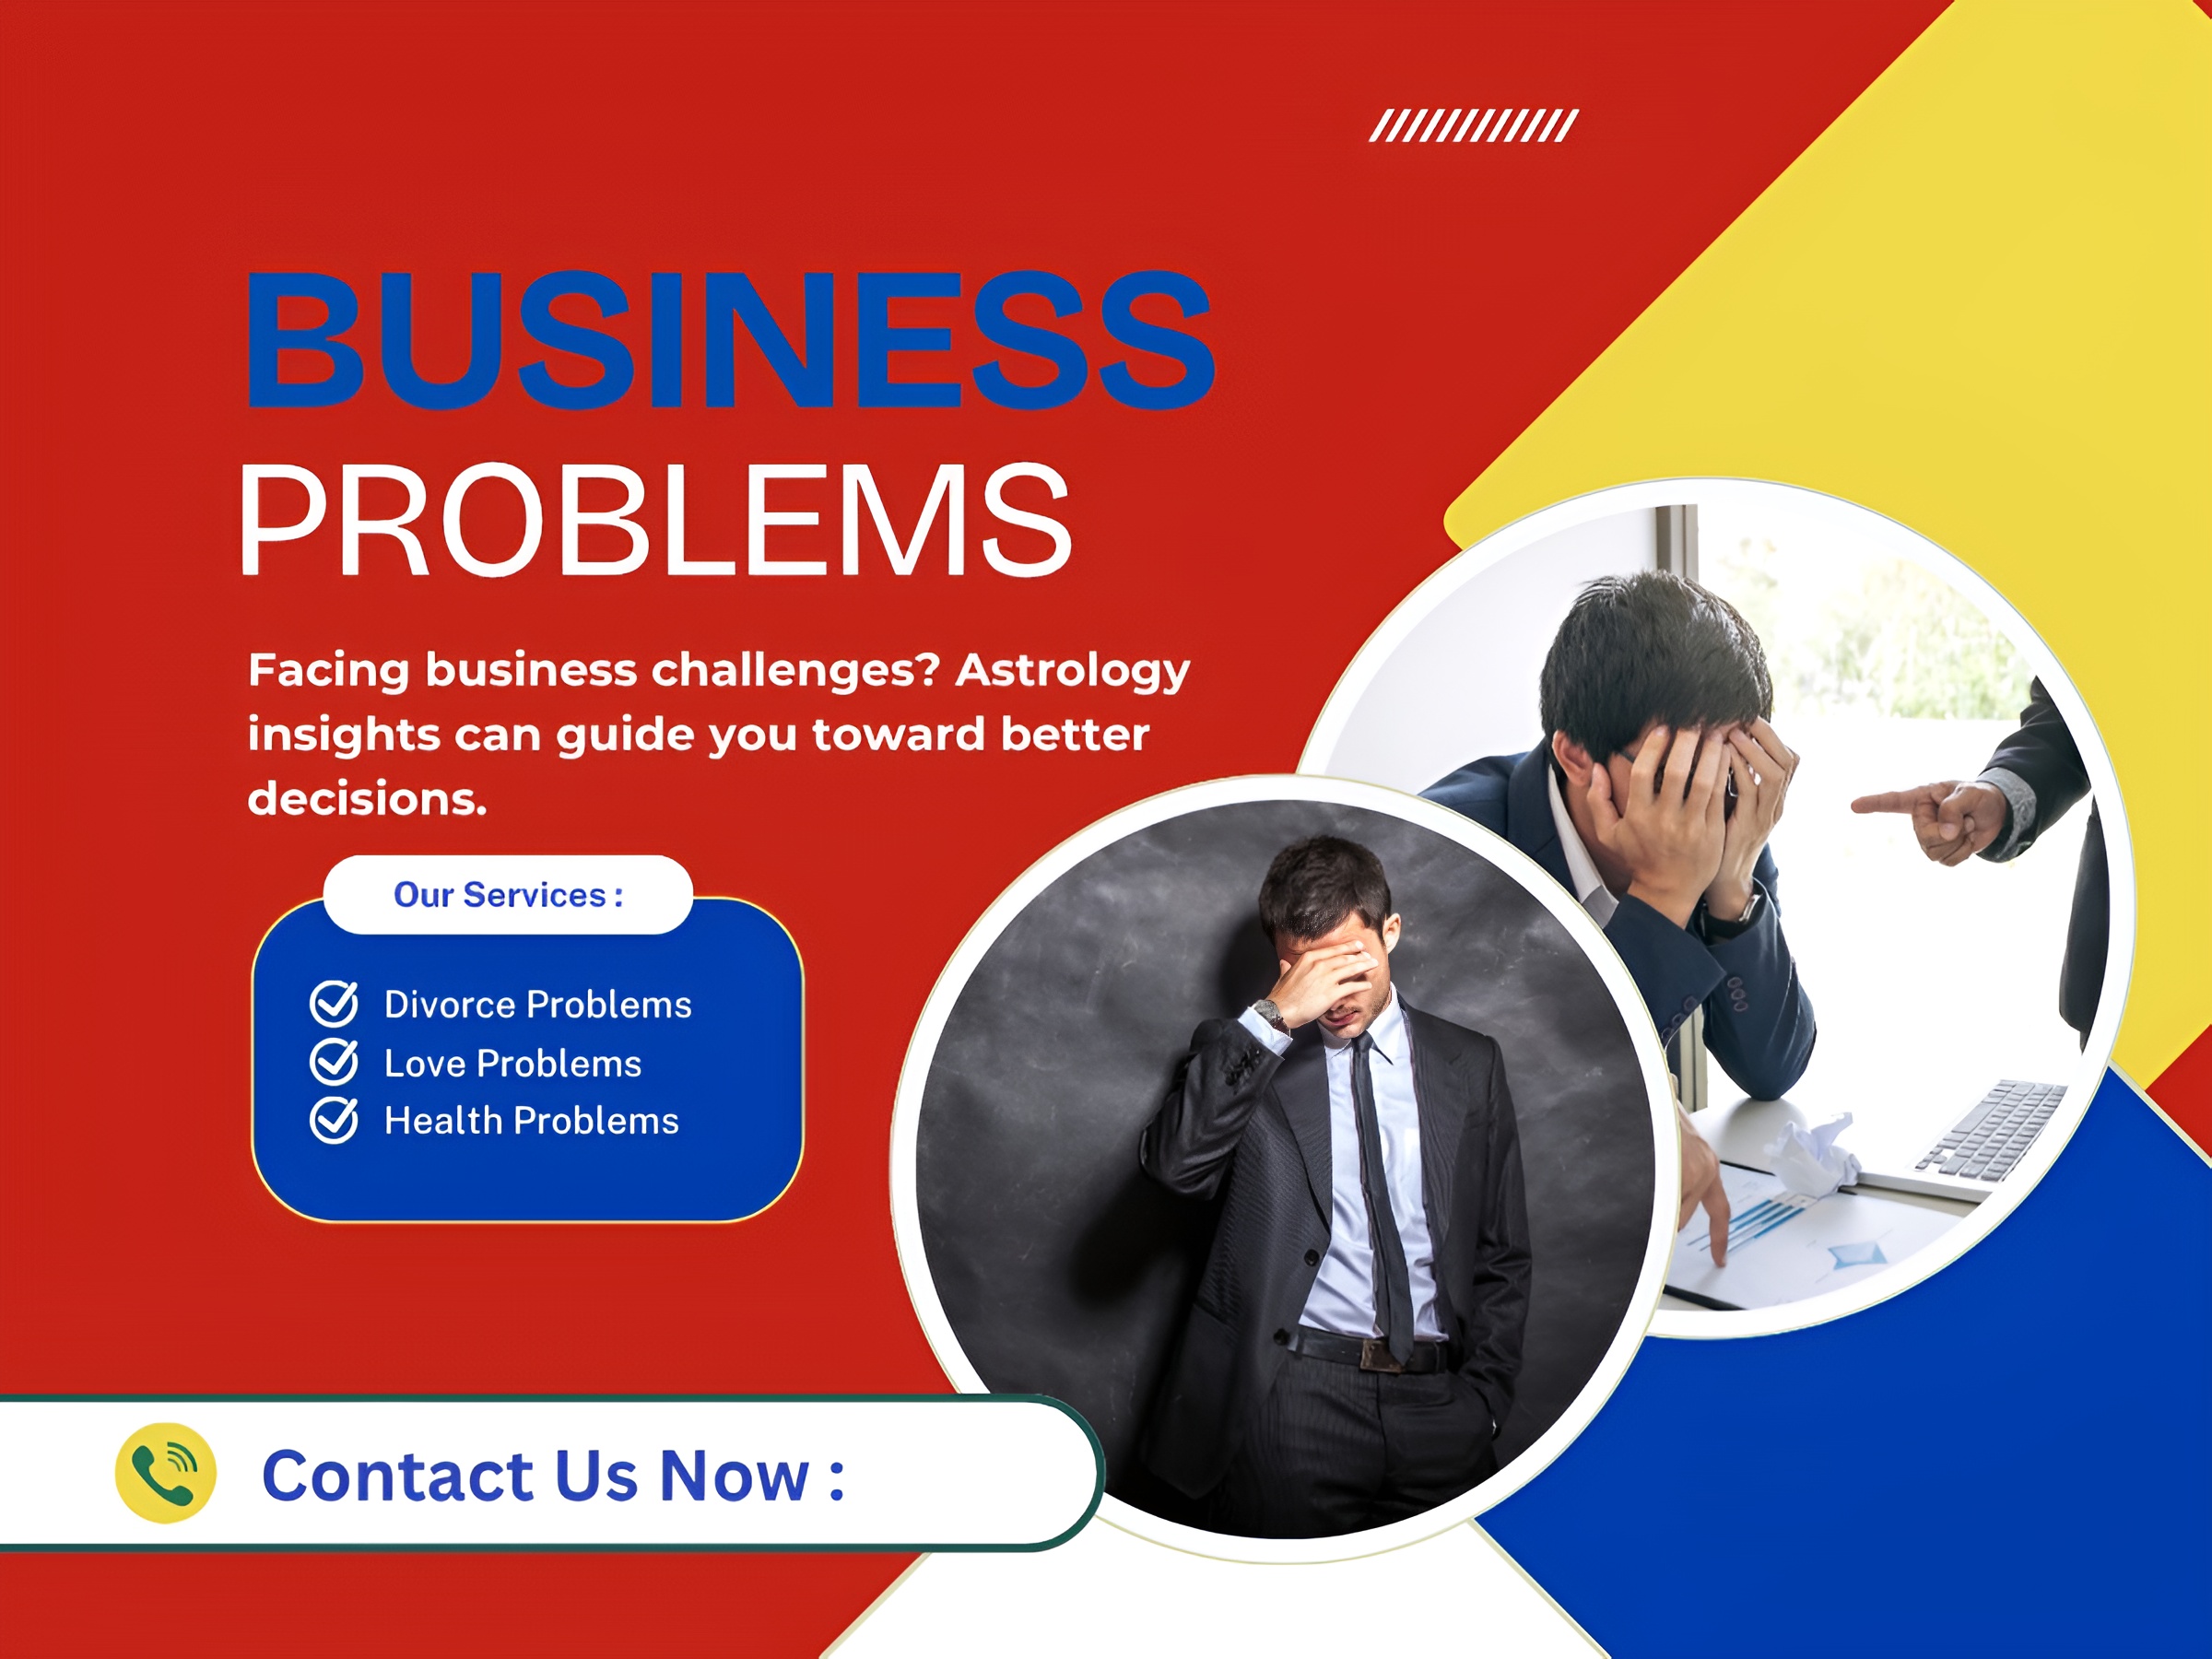 BUSINESS
PROBLEMS
Facing business challenges? Astrology
insights can guide you toward better
decisions.
Our Services :
Divorce Problems
Love Problems
Health Problems
Contact Us Now :